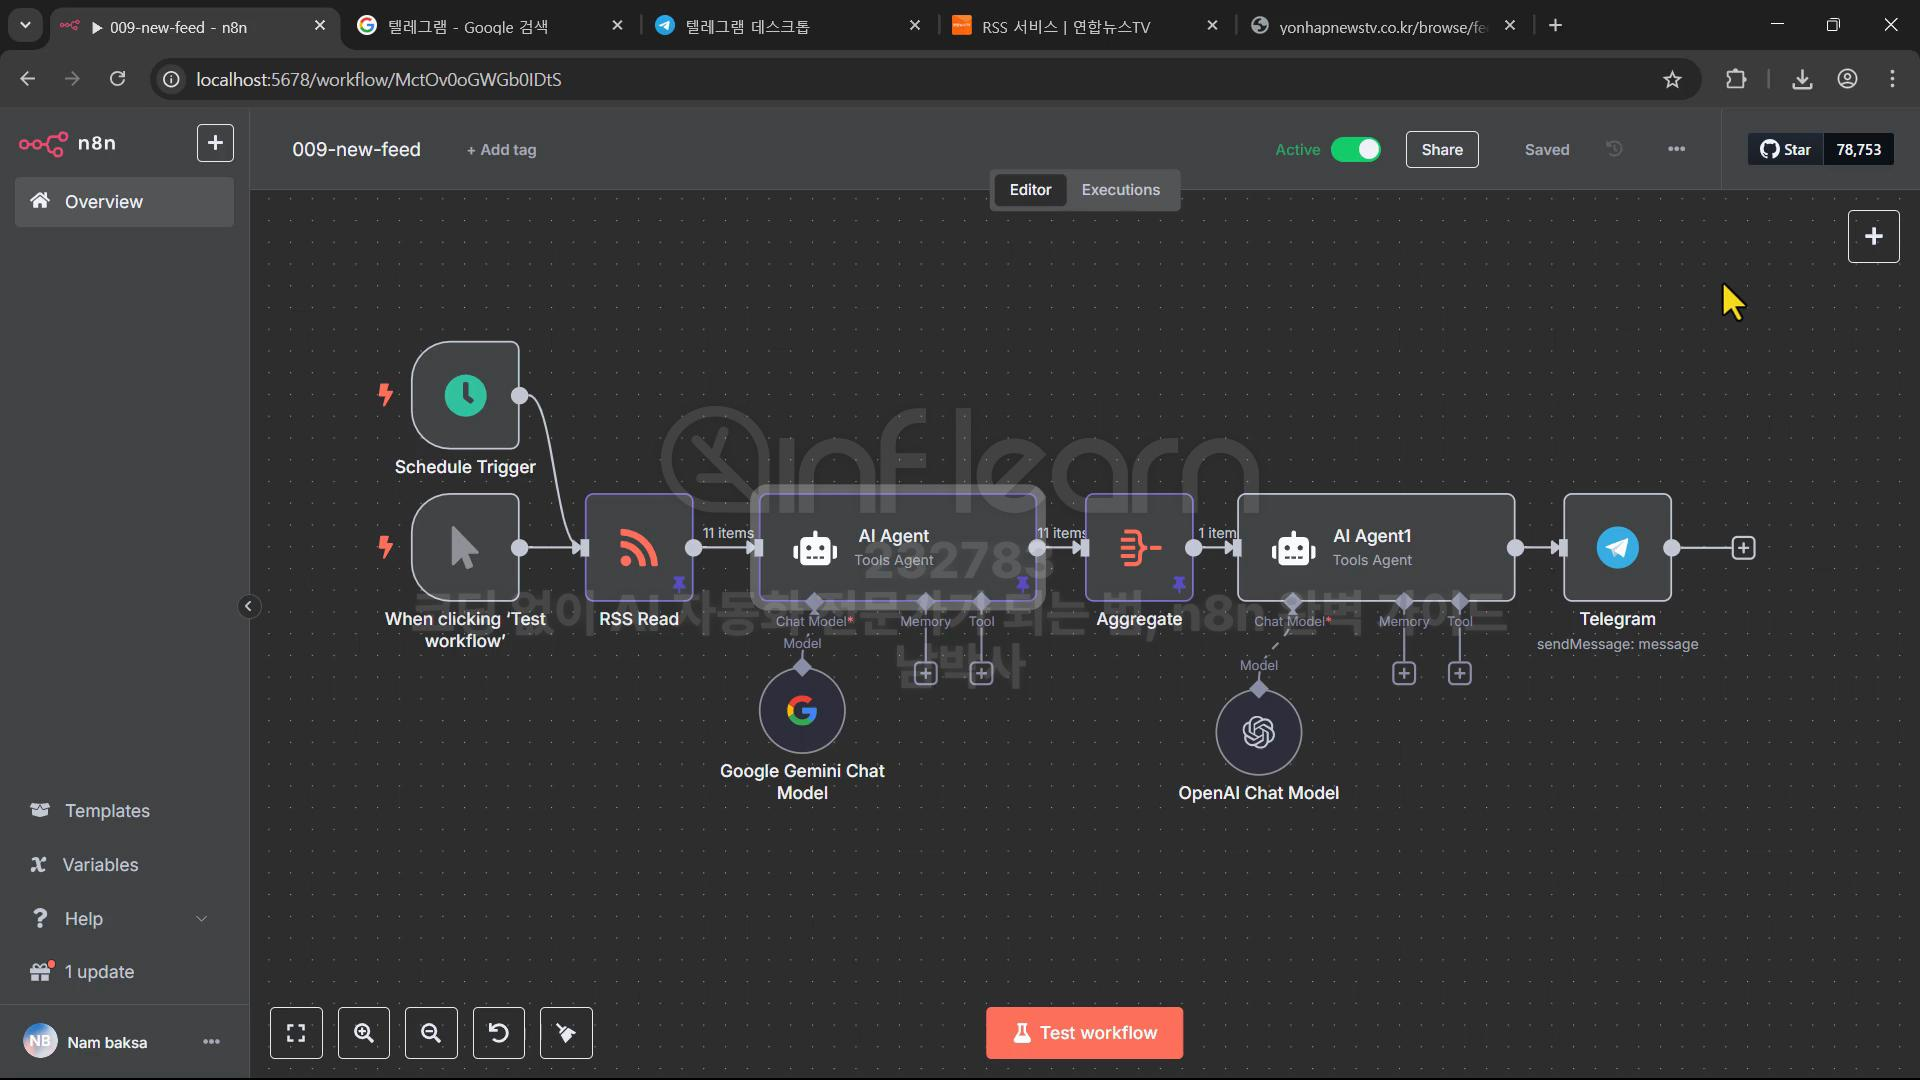 009-new-feed - n8n
텔레그램 - Google 검색
텔레그램 데스크톱
RSS 서비스 | 연합뉴스TV
yonhapnewstv.co.kr/browse/fe
localhost:5678/workflow/MctOv0oGWGb0IDtS
n8n
009-new-feed
+ Add tag
Active
Share
Saved
Star
78,753
Editor
Executions
Overview
Schedule Trigger
inflearn
11 items
AI Agent
Tools Agent
11 items
1 item
AI Agent1
Tools Agent
232783
코딩 없이 AI 자동화 전문가가 되는 법, n8n 완벽 가이드
남박사
When clicking 'Test
workflow'
RSS Read
Chat Model*
Memory
Tool
Aggregate
Chat Model*
Memory
Tool
Telegram
sendMessage: message
Model
Model
Google Gemini Chat
Model
OpenAI Chat Model
Templates
Variables
Help
1 update
NB
Nam baksa
Test workflow